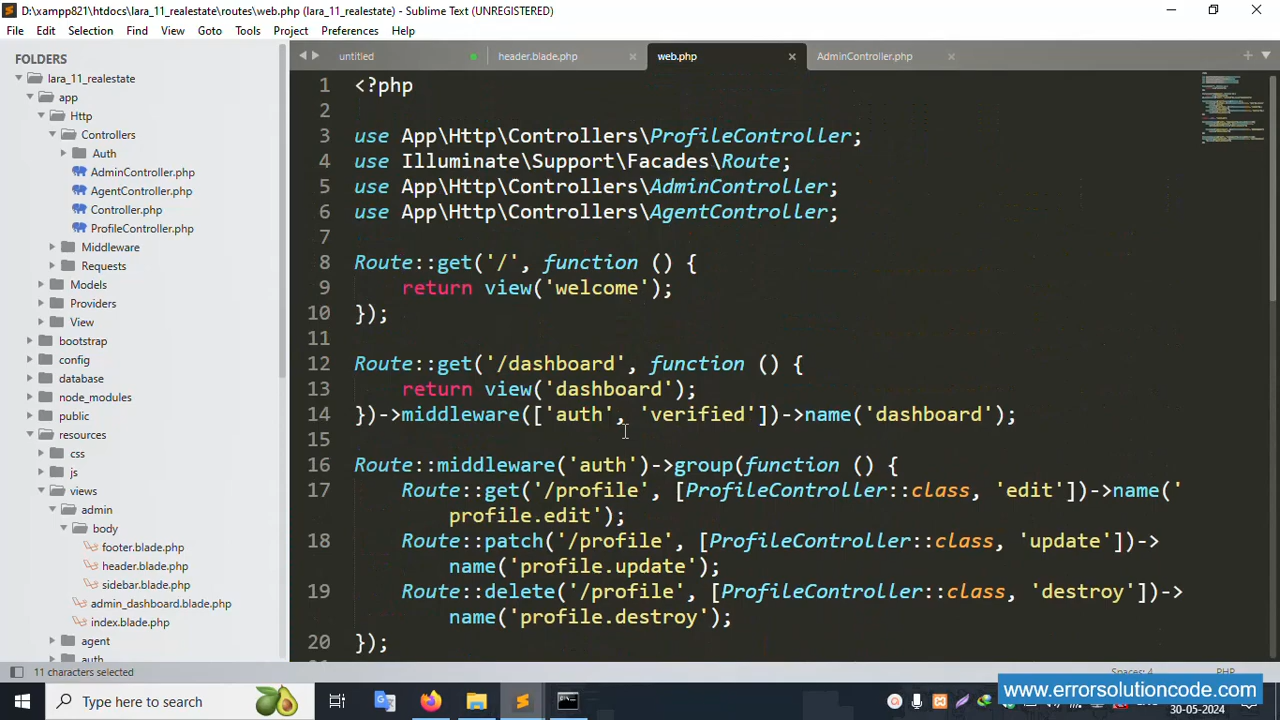 D:\xampp821\htdocs\lara_11_realestate\routes\web.php (lara_11_realestate) - Sublime Text (UNREGISTERED)
File Edit Selection Find View Goto Tools Project Preferences Help
FOLDERS
lara_11_realestate
app
Http
Controllers
Auth
AdminController.php
AgentController.php
Controller.php
ProfileController.php
Middleware
Requests
Models
Providers
View
bootstrap
config
database
node_modules
public
resources
css
js
views
admin
body
footer.blade.php
header.blade.php
sidebar.blade.php
admin_dashboard.blade.php
index.blade.php
agent
auth
untitled header.blade.php web.php AdminController.php
1 <?php
2
3 use App\Http\Controllers\ProfileController;
4 use Illuminate\Support\Facades\Route;
5 use App\Http\Controllers\AdminController;
6 use App\Http\Controllers\AgentController;
7
8 Route::get('/', function () {
9 return view('welcome');
10 });
11
12 Route::get('/dashboard', function () {
13 return view('dashboard');
14 })->middleware(['auth', 'verified'])->name('dashboard');
15
16 Route::middleware('auth')->group(function () {
17 Route::get('/profile', [ProfileController::class, 'edit'])->name('
profile.edit');
18 Route::patch('/profile', [ProfileController::class, 'update'])->
name('profile.update');
19 Route::delete('/profile', [ProfileController::class, 'destroy'])->
name('profile.destroy');
20 });
11 characters selected
Spaces: 4 PHP
Type here to search
www.errorsolutioncode.com
30-05-2024